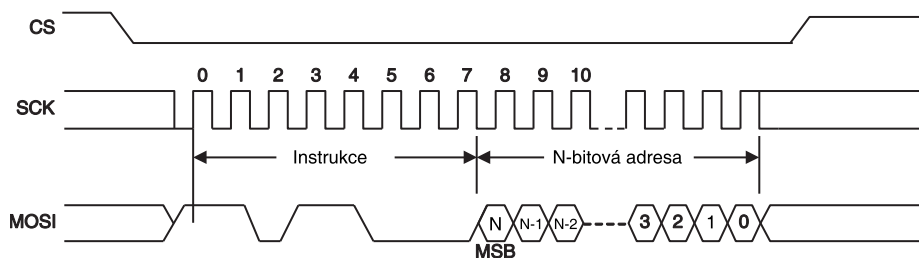 CS
0 1 2 3 4 5 6 7 8 9 10
SCK
Instrukce N-bitová adresa
MOSI N N-1 N-2 3 2 1 0
MSB